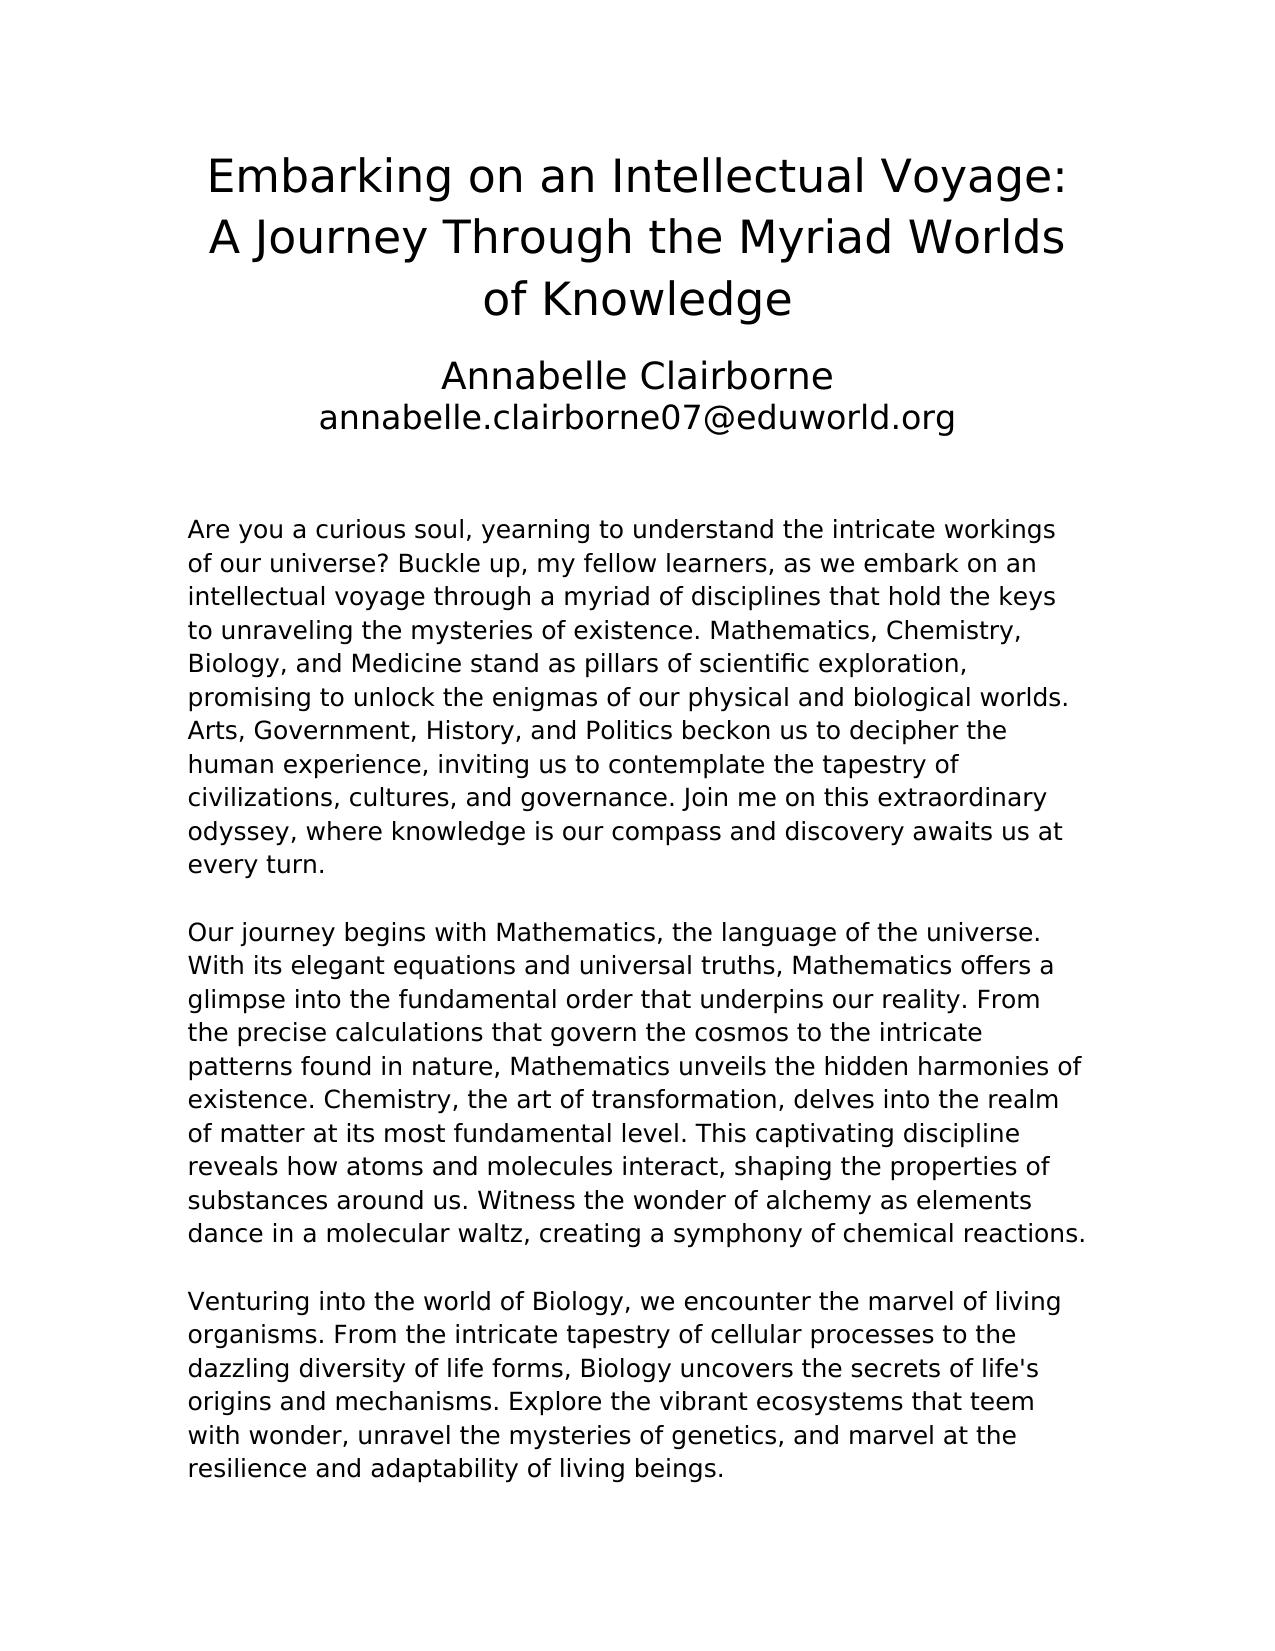 Embarking on an Intellectual Voyage:
A Journey Through the Myriad Worlds
of Knowledge
Annabelle Clairborne
annabelle.clairborne07@eduworld.org
Are you a curious soul, yearning to understand the intricate workings
of our universe? Buckle up, my fellow learners, as we embark on an
intellectual voyage through a myriad of disciplines that hold the keys
to unraveling the mysteries of existence. Mathematics, Chemistry,
Biology, and Medicine stand as pillars of scientific exploration,
promising to unlock the enigmas of our physical and biological worlds.
Arts, Government, History, and Politics beckon us to decipher the
human experience, inviting us to contemplate the tapestry of
civilizations, cultures, and governance. Join me on this extraordinary
odyssey, where knowledge is our compass and discovery awaits us at
every turn.
Our journey begins with Mathematics, the language of the universe.
With its elegant equations and universal truths, Mathematics offers a
glimpse into the fundamental order that underpins our reality. From
the precise calculations that govern the cosmos to the intricate
patterns found in nature, Mathematics unveils the hidden harmonies of
existence. Chemistry, the art of transformation, delves into the realm
of matter at its most fundamental level. This captivating discipline
reveals how atoms and molecules interact, shaping the properties of
substances around us. Witness the wonder of alchemy as elements
dance in a molecular waltz, creating a symphony of chemical reactions.
Venturing into the world of Biology, we encounter the marvel of living
organisms. From the intricate tapestry of cellular processes to the
dazzling diversity of life forms, Biology uncovers the secrets of life's
origins and mechanisms. Explore the vibrant ecosystems that teem
with wonder, unravel the mysteries of genetics, and marvel at the
resilience and adaptability of living beings.